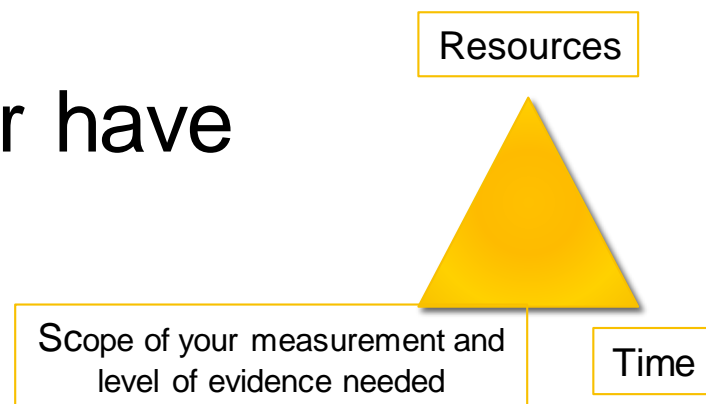 Resources
r have
Scope of your measurement and
level of evidence needed
Time